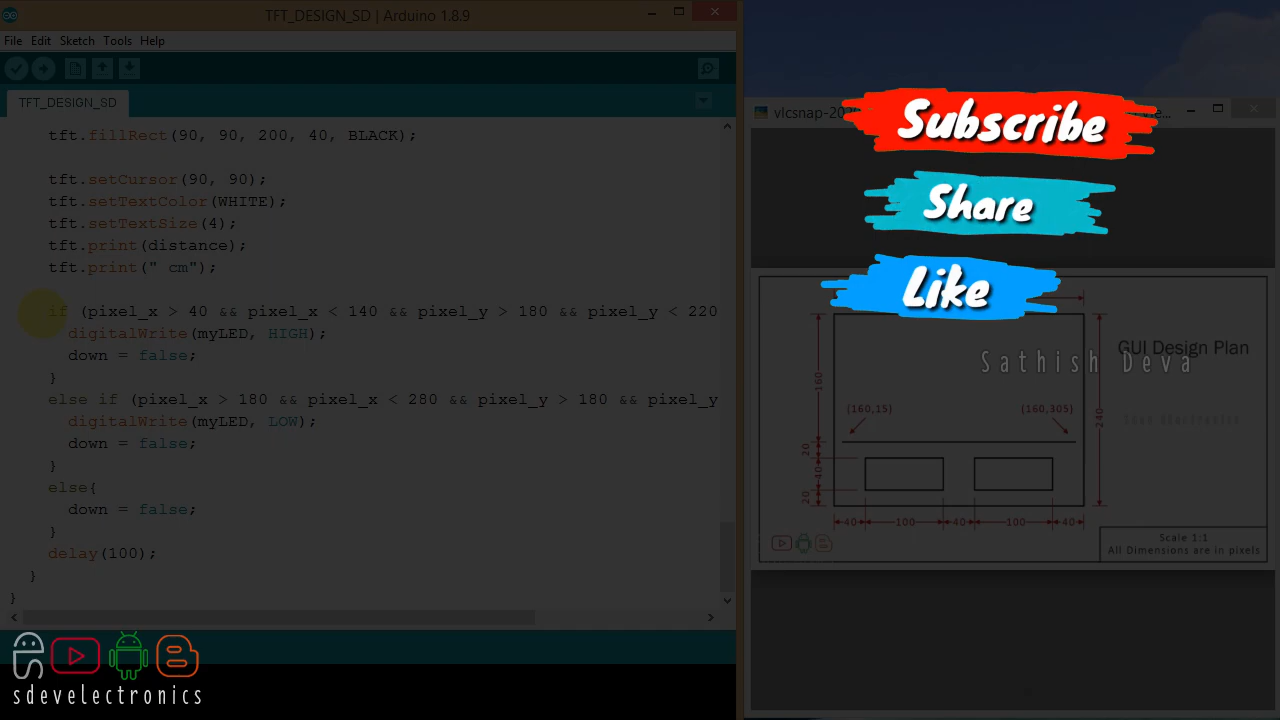 TFT_DESIGN_SD | Arduino 1.8.9
File Edit Sketch Tools Help
TFT_DESIGN_SD
tft.fillRect(90, 90, 200, 40, BLACK);
tft.setCursor(90, 90);
tft.setTextColor(WHITE);
tft.setTextSize(4);
tft.print(distance);
tft.print(" cm");
if (pixel_x > 40 && pixel_x < 140 && pixel_y > 180 && pixel_y < 220
digitalWrite(myLED, HIGH);
down = false;
}
else if (pixel_x > 180 && pixel_x < 280 && pixel_y > 180 && pixel_y
digitalWrite(myLED, LOW);
down = false;
}
else{
down = false;
}
delay(100);
}
}
sdevelectronics
vlcsnap-20
Subscribe
Share
Like
GUI Design Plan
Sathish Deva
160
(160,15) (160,305)
240
20
40
20
40 100 40 100 40
Scale 1:1
All Dimensions are in pixels